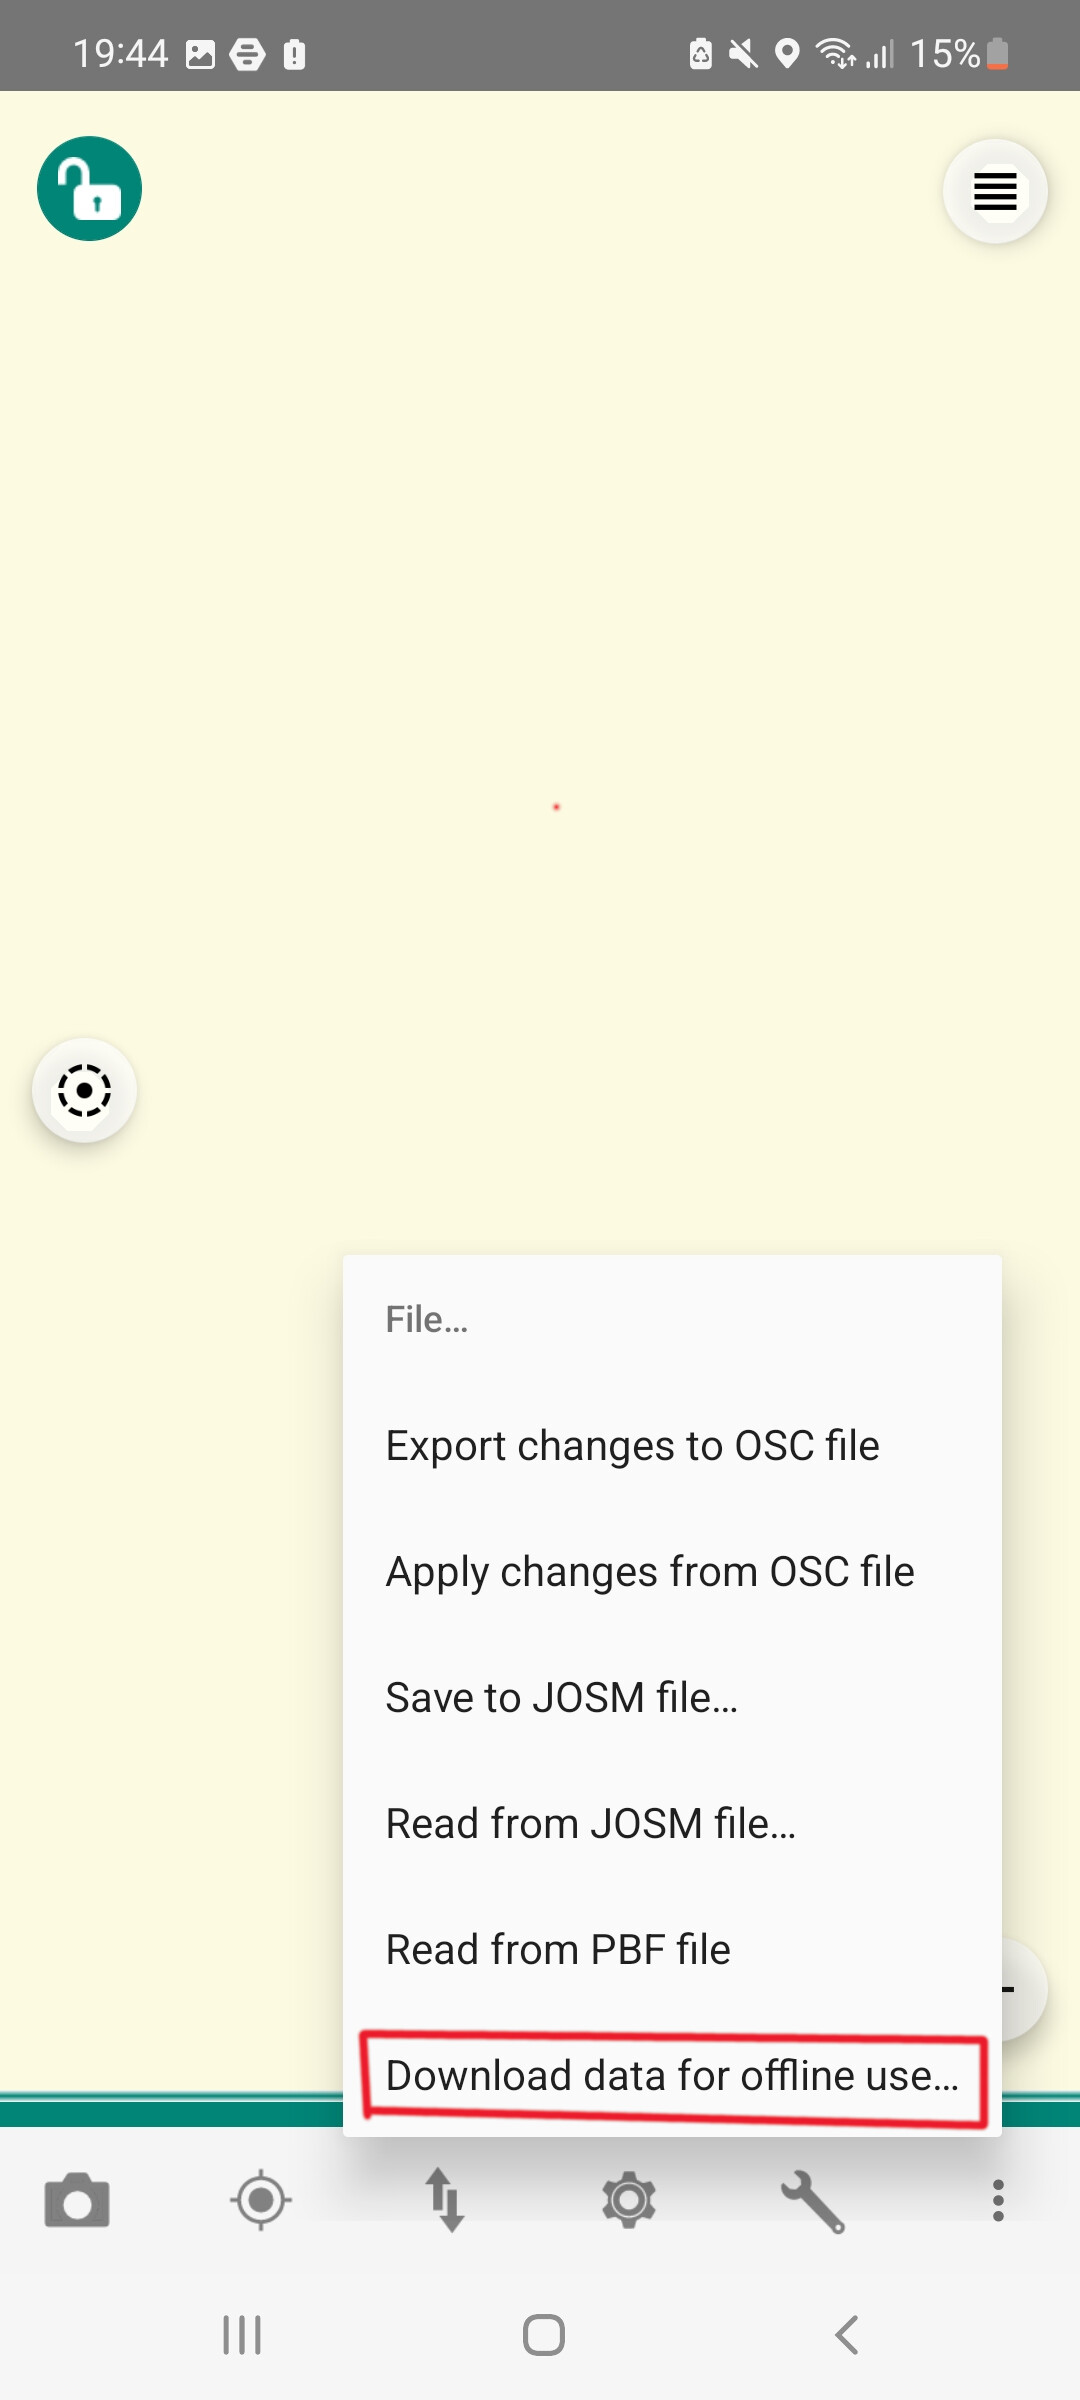 19:44
15%
File...
Export changes to OSC file
Apply changes from OSC file
Save to JOSM file...
Read from JOSM file...
Read from PBF file
Download data for offline use...